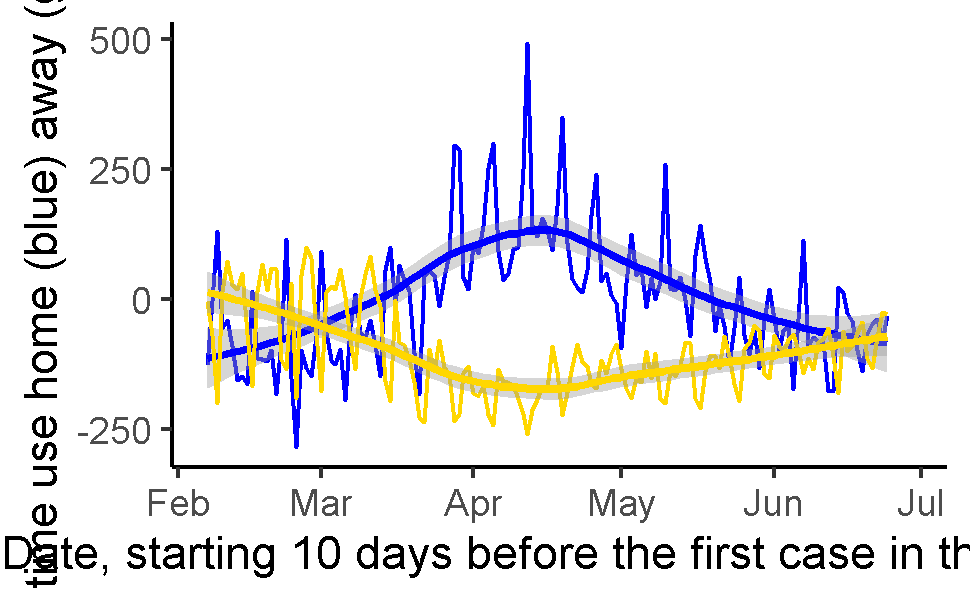 time use home (blue) away (
500
250
0
-250
Feb Mar Apr May Jun Jul
Date, starting 10 days before the first case in th